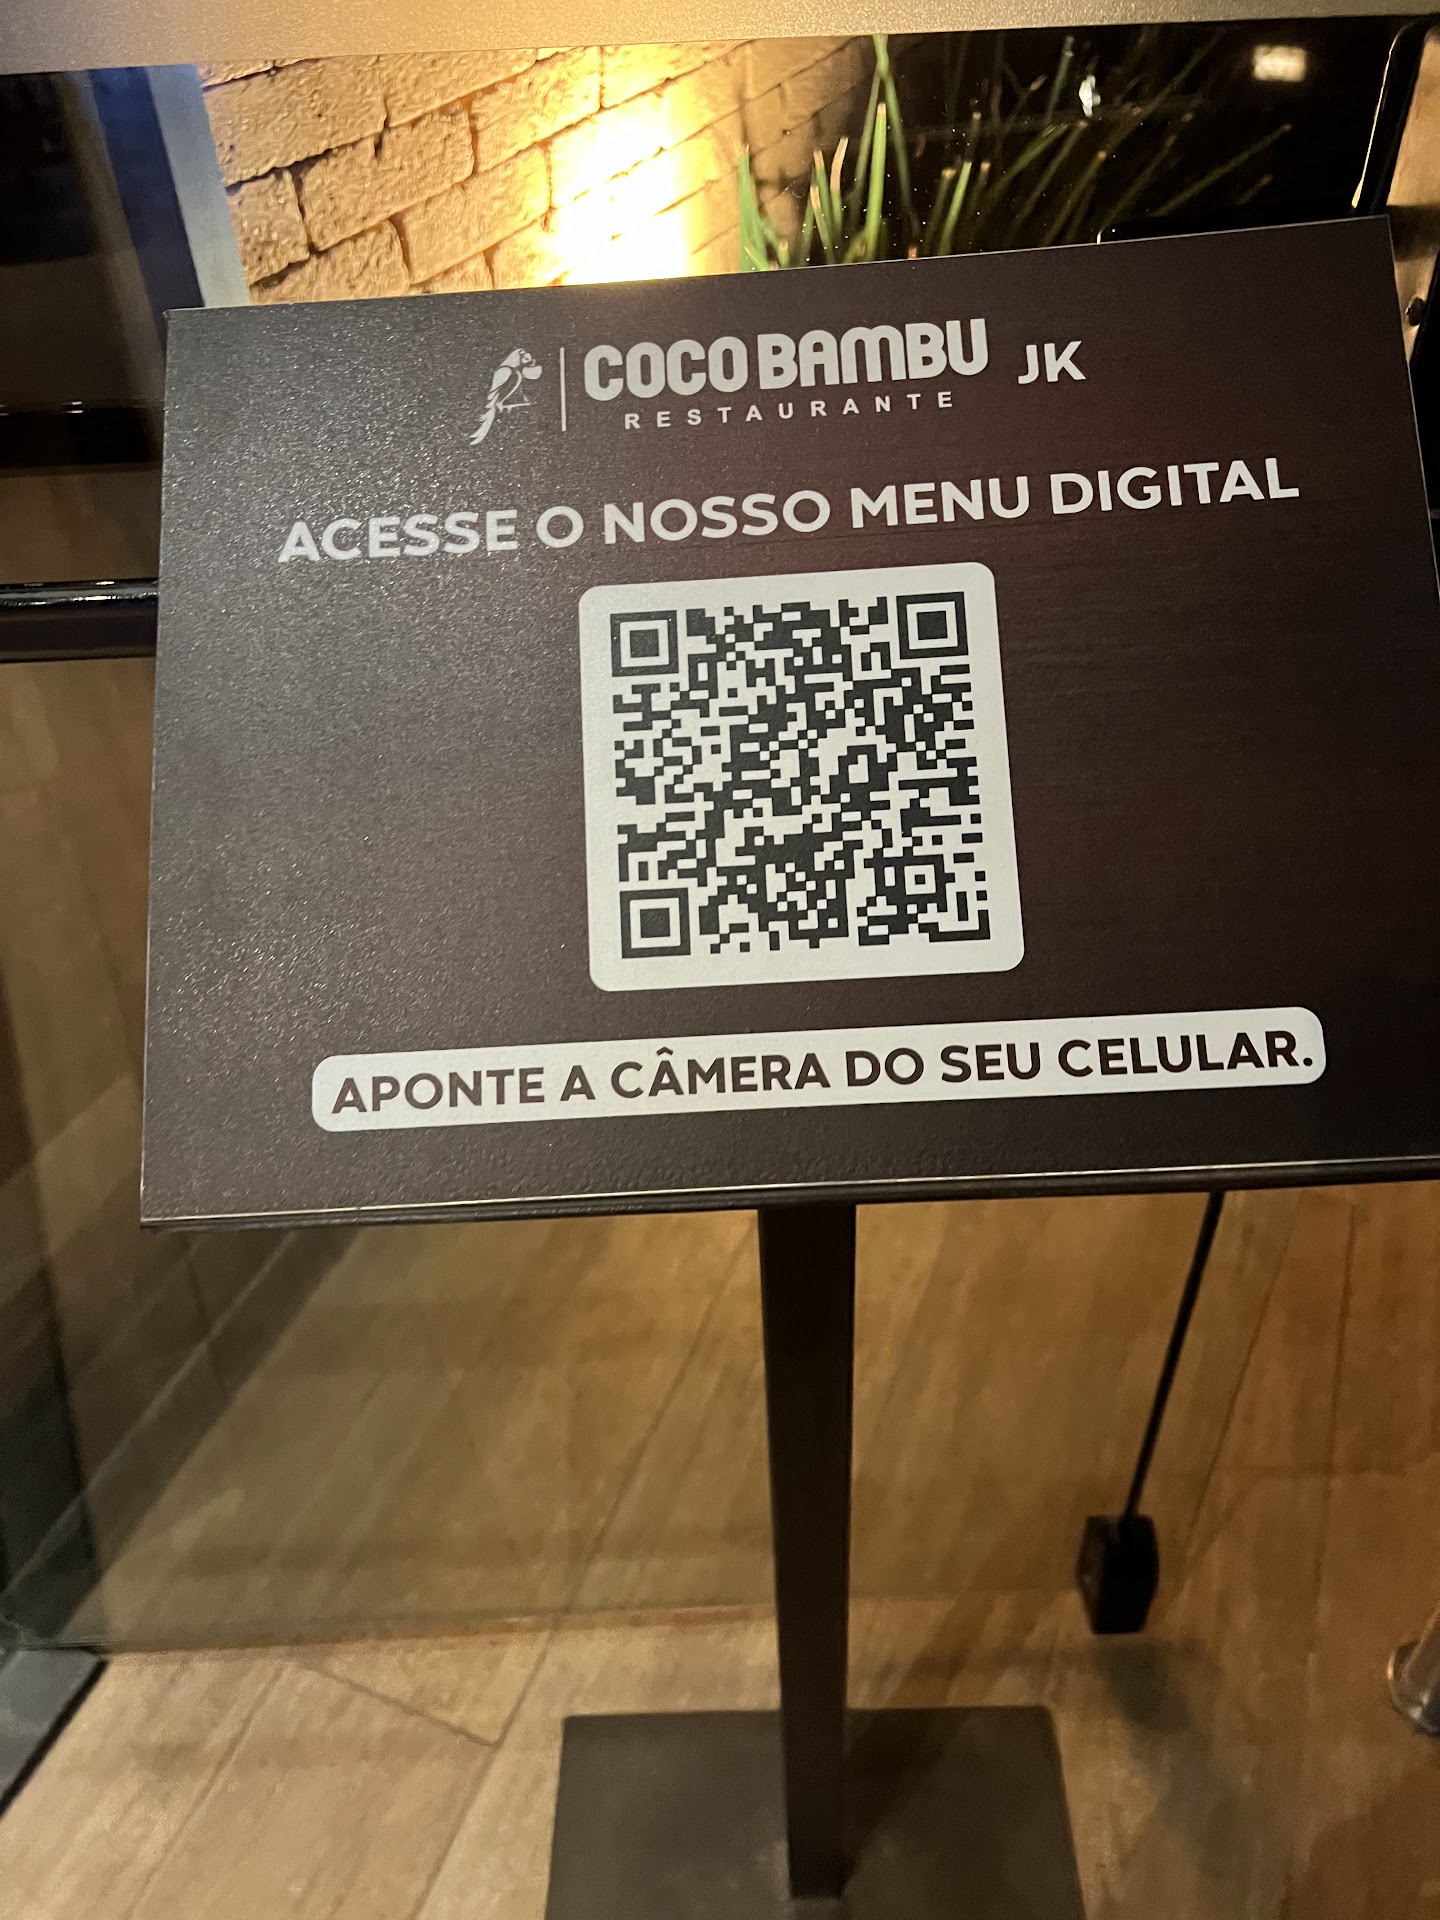 COCO BAMBU JK
RESTAURANTE
ACESSE O NOSSO MENU DIGITAL
APONTE A CÂMERA DO SEU CELULAR.